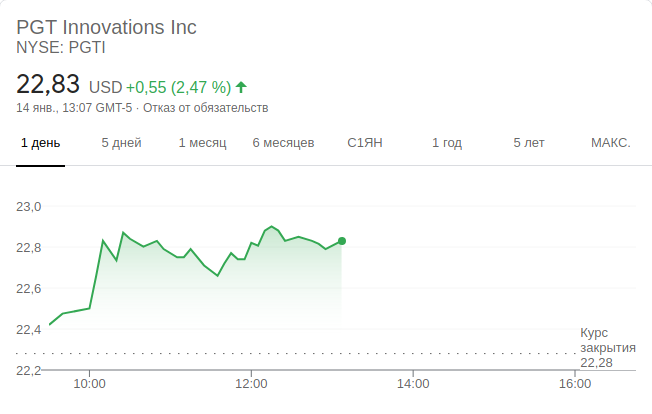 PGT Innovations Inc
NYSE: PGTI
22,83 USD +0,55 (2,47 %)
14 янв., 13:07 GMT-5 · Отказ от обязательств
1 день 5 дней 1 месяц 6 месяцев С1ЯН 1 год 5 лет МАКС.
23,0
22,8
22,6
22,4
Курс
закрытия
22,28
22,2
10:00 12:00 14:00 16:00